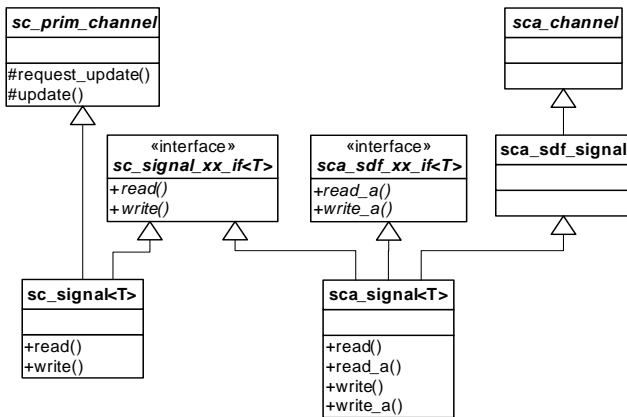 sc_prim_channel
#request_update()
#update()
sca_channel
«interface»
sc_signal_xx_if<T>
+read()
+write()
«interface»
sca_sdf_xx_if<T>
+read_a()
+write_a()
sca_sdf_signal
sc_signal<T>
+read()
+write()
sca_signal<T>
+read()
+read_a()
+write()
+write_a()